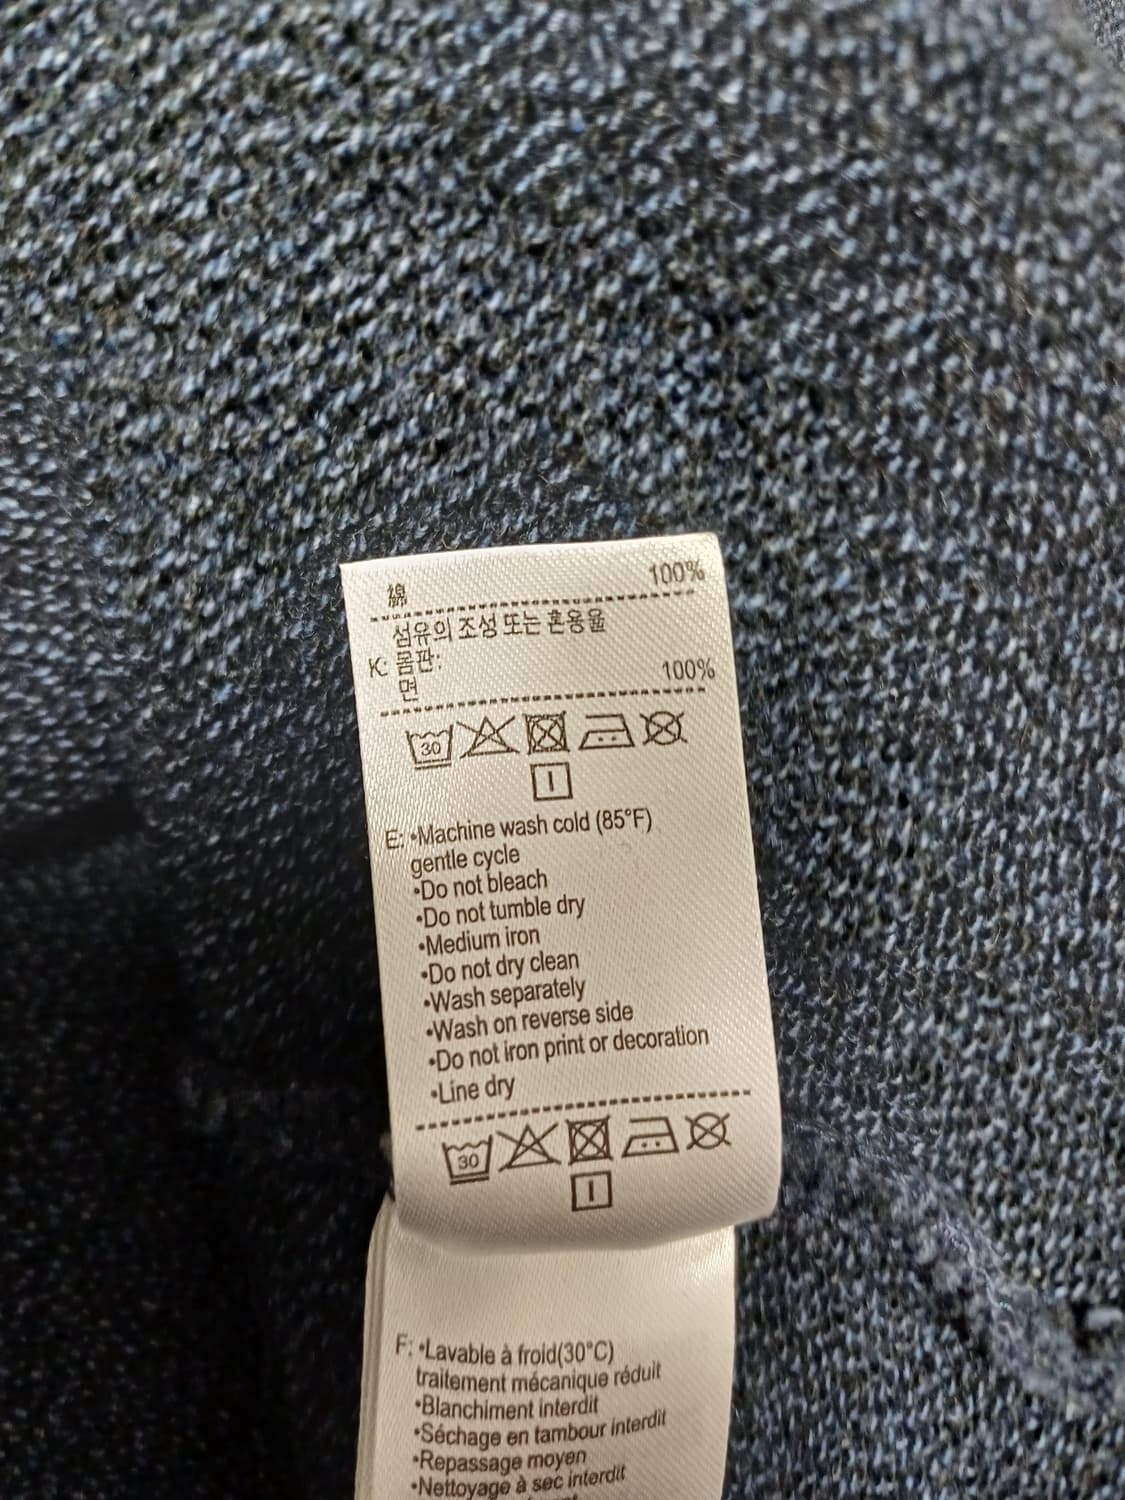 綿 100%
섬유의 조성 또는 혼용율
K: 몸판:
면 100%
30
E: •Machine wash cold (85°F)
gentle cycle
•Do not bleach
•Do not tumble dry
•Medium iron
•Do not dry clean
•Wash separately
•Wash on reverse side
•Do not iron print or decoration
•Line dry
30
F: •Lavable à froid(30°C)
traitement mécanique réduit
•Blanchiment interdit
•Séchage en tambour interdit
•Repassage moyen
•Nettoyage à sec interdit